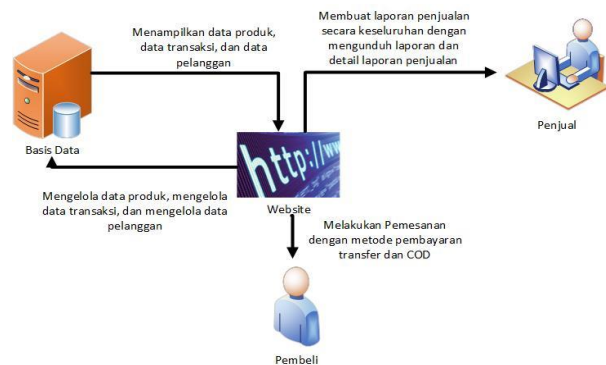 Menampilkan data produk,
data transaksi, dan data
pelanggan
Membuat laporan penjualan
secara keseluruhan dengan
mengunduh laporan dan
detail laporan penjualan
Penjual
Basis Data
http://ww
Mengelola data produk, mengelola
data transaksi, dan mengelola data
pelanggan
Website
Melakukan Pemesanan
dengan metode pembayaran
transfer dan COD
Pembeli